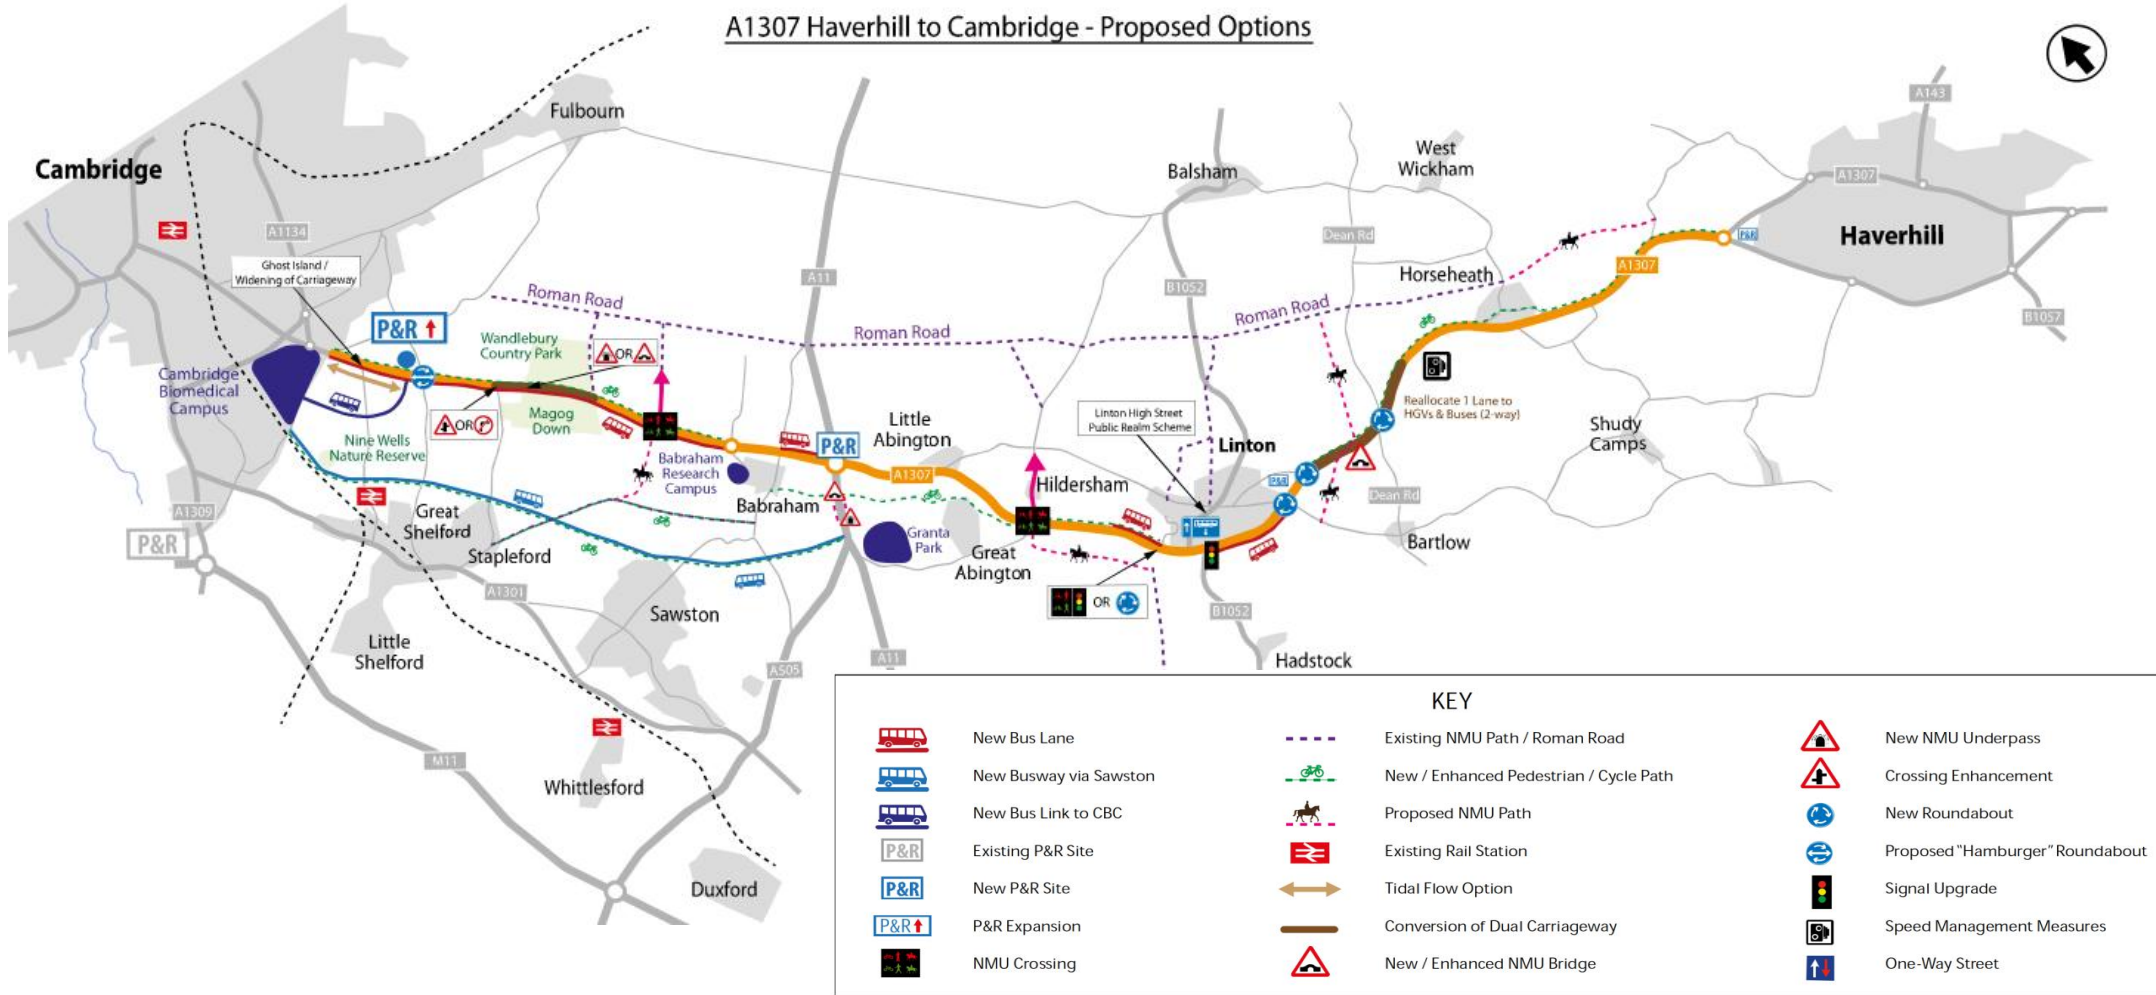 A1307 Haverhill to Cambridge - Proposed Options
Fulbourn
Cambridge
A1134
Ghost Island /
Widening of Carriageway
P&R
Cambridge
Biomedical
Campus
Nine Wells
Nature Reserve
OR
Wandlebury
Country Park
Magog
Down
OR
Roman Road
A11
Roman Road
Balsham
B1052
West
Wickham
Dean Rd
Roman Road
Horseheath
A1307
P&R
A143
A1307
Haverhill
B1057
Babraham
Research
Campus
P&R
Little
Abington
A1307
Babraham
Granta
Park
Great
Abington
Hildersham
Linton High Street
Public Realm Scheme
Linton
P&R
Reallocate 1 Lane to
HGVs & Buses (2-way)
Shudy
Camps
Dean Rd
Bartlow
OR
B1052
Hadstock
A1309
P&R
Great
Shelford
Stapleford
A1301
Sawston
Little
Shelford
A505
A11
M11
Whittlesford
Duxford
KEY
New Bus Lane
New Busway via Sawston
New Bus Link to CBC
P&R Existing P&R Site
P&R New P&R Site
P&R P&R Expansion
NMU Crossing
Existing NMU Path / Roman Road
New / Enhanced Pedestrian / Cycle Path
Proposed NMU Path
Existing Rail Station
Tidal Flow Option
Conversion of Dual Carriageway
New / Enhanced NMU Bridge
New NMU Underpass
Crossing Enhancement
New Roundabout
Proposed "Hamburger" Roundabout
Signal Upgrade
Speed Management Measures
One-Way Street